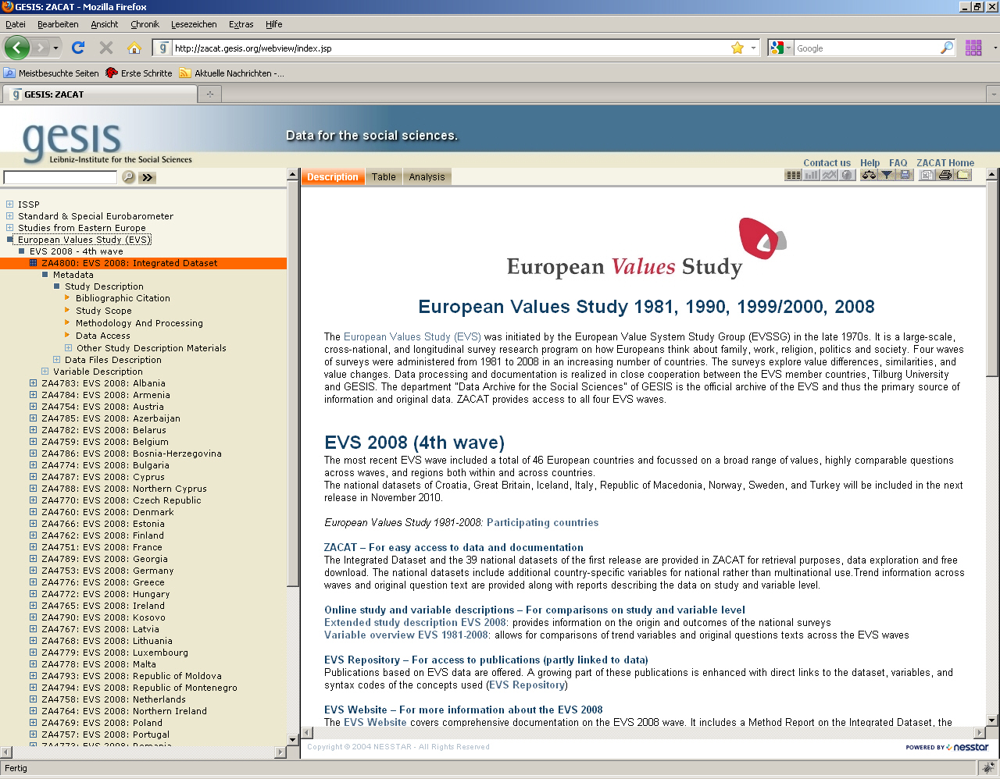 GESIS: ZACAT - Mozilla Firefox
Datei Bearbeiten Ansicht Chronik Lesezeichen Extras Hilfe
http://zacat.gesis.org/webview/index.jsp
Google
Meistbesuchte Seiten Erste Schritte Aktuelle Nachrichten -...
GESIS: ZACAT
gesis
Leibniz-Institute for the Social Sciences
Data for the social sciences.
Contact us Help FAQ ZACAT Home
Description Table Analysis
ISSP
Standard & Special Eurobarometer
Studies from Eastern Europe
European Values Study (EVS)
EVS 2008 - 4th wave
ZA4800: EVS 2008: Integrated Dataset
Metadata
Study Description
Bibliographic Citation
Study Scope
Methodology And Processing
Data Access
Other Study Description Materials
Data Files Description
Variable Description
ZA4783: EVS 2008: Albania
ZA4784: EVS 2008: Armenia
ZA4754: EVS 2008: Austria
ZA4785: EVS 2008: Azerbaijan
ZA4782: EVS 2008: Belarus
ZA4759: EVS 2008: Belgium
ZA4786: EVS 2008: Bosnia-Herzegovina
ZA4774: EVS 2008: Bulgaria
ZA4787: EVS 2008: Cyprus
ZA4788: EVS 2008: Northern Cyprus
ZA4770: EVS 2008: Czech Republic
ZA4760: EVS 2008: Denmark
ZA4766: EVS 2008: Estonia
ZA4762: EVS 2008: Finland
ZA4751: EVS 2008: France
ZA4789: EVS 2008: Georgia
ZA4753: EVS 2008: Germany
ZA4776: EVS 2008: Greece
ZA4772: EVS 2008: Hungary
ZA4765: EVS 2008: Ireland
ZA4790: EVS 2008: Kosovo
ZA4767: EVS 2008: Latvia
ZA4768: EVS 2008: Lithuania
ZA4779: EVS 2008: Luxembourg
ZA4778: EVS 2008: Malta
ZA4793: EVS 2008: Republic of Moldova
ZA4794: EVS 2008: Republic of Montenegro
ZA4758: EVS 2008: Netherlands
ZA4764: EVS 2008: Northern Ireland
ZA4769: EVS 2008: Poland
ZA4757: EVS 2008: Portugal
ZA4773: EVS 2008: Romania
European Values Study
European Values Study 1981, 1990, 1999/2000, 2008
The European Values Study (EVS) was initiated by the European Value System Study Group (EVSSG) in the late 1970s. It is a large-scale,
cross-national, and longitudinal survey research program on how Europeans think about family, work, religion, politics and society. Four waves
of surveys were administered from 1981 to 2008 in an increasing number of countries. The surveys explore value differences, similarities, and
value changes. Data processing and documentation is realized in close cooperation between the EVS member countries, Tilburg University
and GESIS. The department "Data Archive for the Social Sciences" of GESIS is the official archive of the EVS and thus the primary source of
information and original data. ZACAT provides access to all four EVS waves.
EVS 2008 (4th wave)
The most recent EVS wave included a total of 46 European countries and focussed on a broad range of values, highly comparable questions
across waves, and regions both within and across countries.
The national datasets of Croatia, Great Britain, Iceland, Italy, Republic of Macedonia, Norway, Sweden, and Turkey will be included in the next
release in November 2010.
European Values Study 1981-2008: Participating countries
ZACAT – For easy access to data and documentation
The Integrated Dataset and the 39 national datasets of the first release are provided in ZACAT for retrieval purposes, data exploration and free
download. The national datasets include additional country-specific variables for national rather than multinational use.Trend information across
waves and original question text are provided along with reports describing the data on study and variable level.
Online study and variable descriptions – For comparisons on study and variable level
Extended study description EVS 2008: provides information on the origin and outcomes of the national surveys
Variable overview EVS 1981-2008: allows for comparisons of trend variables and original questions texts across the EVS waves
EVS Repository – For access to publications (partly linked to data)
Publications based on EVS data are offered. A growing part of these publications is enhanced with direct links to the dataset, variables, and
syntax codes of the concepts used (EVS Repository)
EVS Website – For more information about the EVS 2008
The EVS Website covers comprehensive documentation on the EVS 2008 wave. It includes a Method Report on the Integrated Dataset, the
Copyright © 2004 NESSTAR - All Rights Reserved
POWERED BY nesstar
Fertig